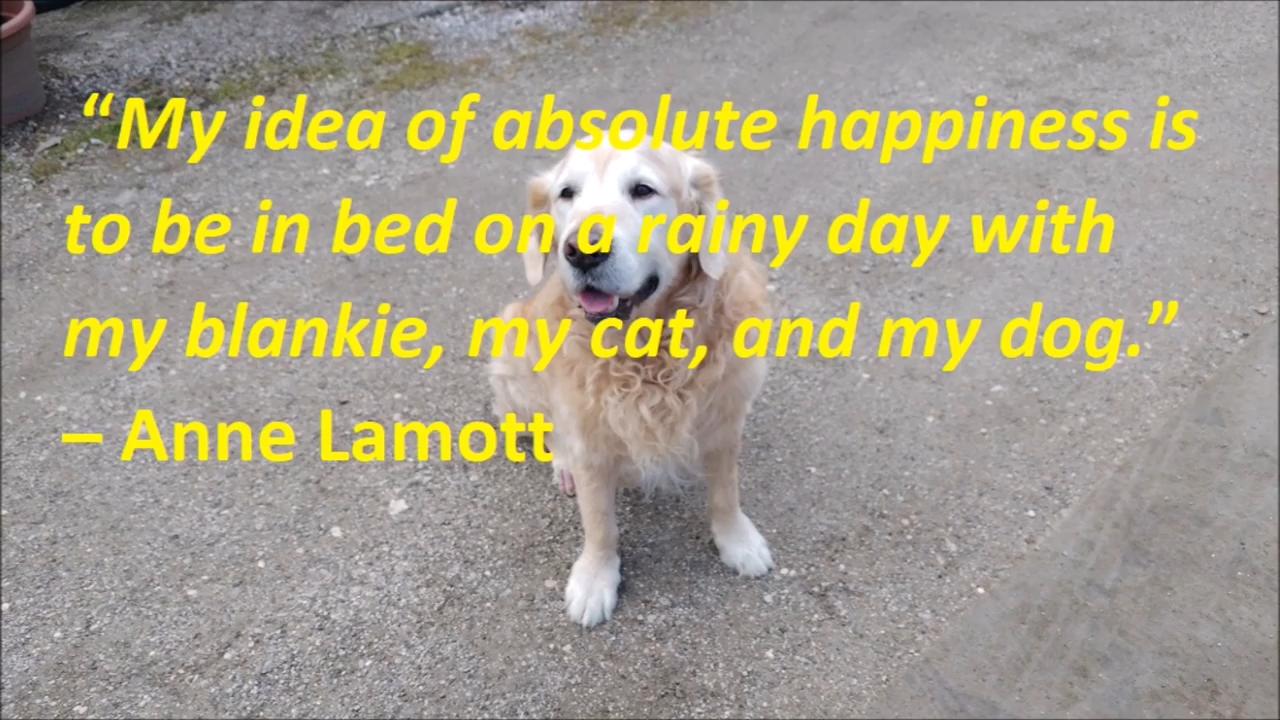 “My idea of absolute happiness is
to be in bed on a rainy day with
my blankie, my cat, and my dog.”
– Anne Lamott